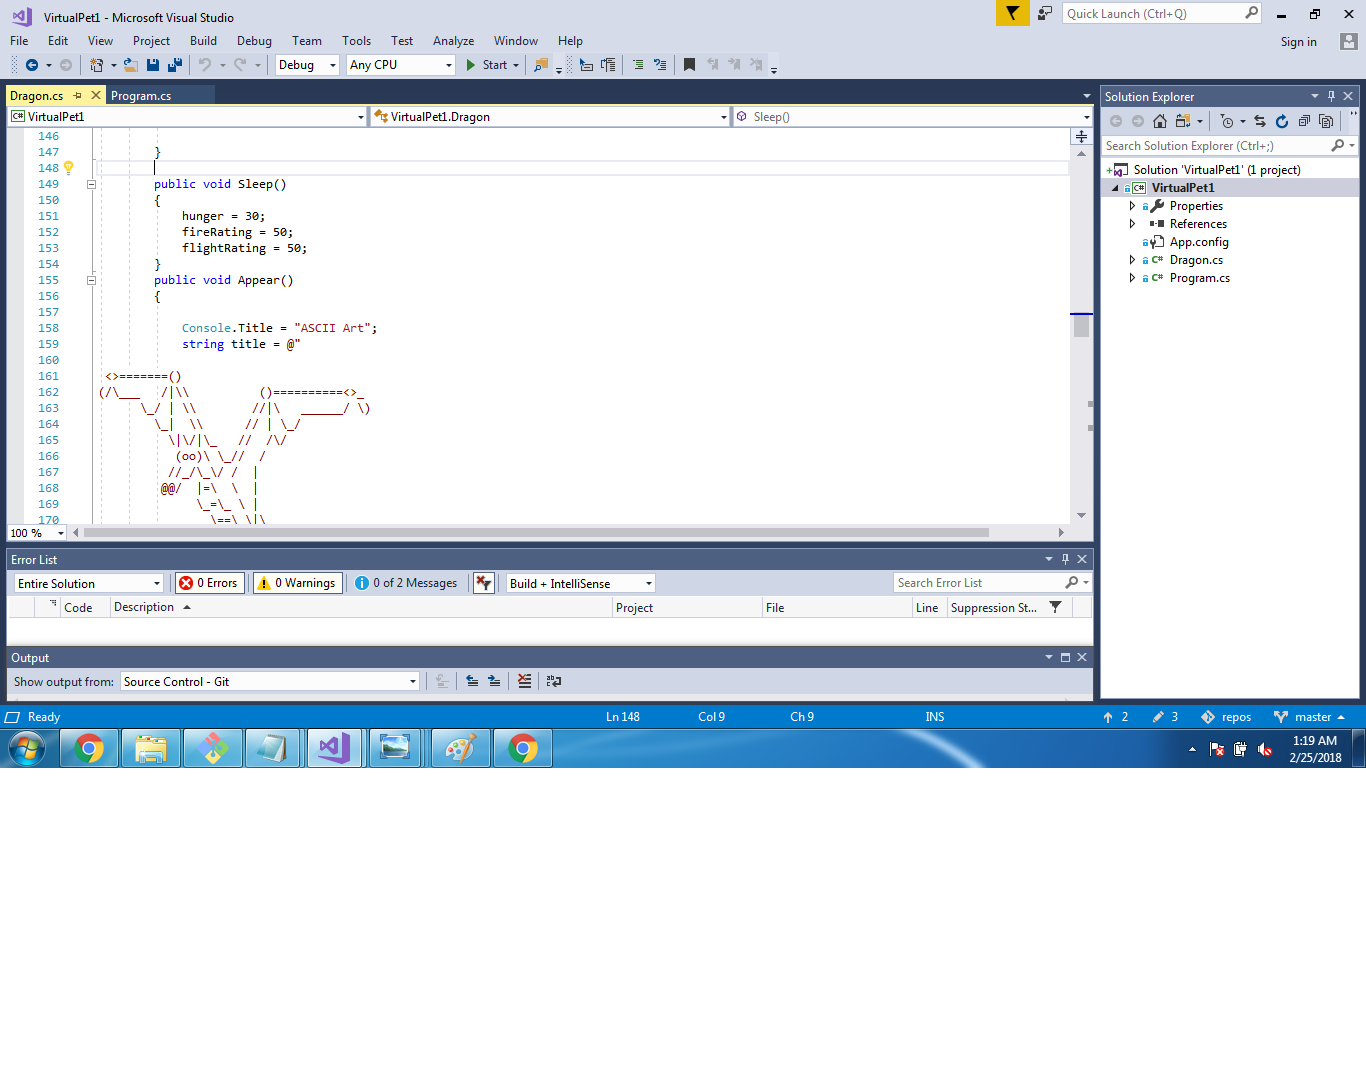 VirtualPet1 - Microsoft Visual Studio
Quick Launch (Ctrl+Q)
File Edit View Project Build Debug Team Tools Test Analyze Window Help
Sign in
Debug Any CPU Start
Dragon.cs Program.cs
VirtualPet1 VirtualPet1.Dragon Sleep()
146
147 }
148
149 public void Sleep()
150 {
151 hunger = 30;
152 fireRating = 50;
153 flightRating = 50;
154 }
155 public void Appear()
156 {
157
158 Console.Title = "ASCII Art";
159 string title = @"
160
161  <>=======()
162 (/\___   /|\\          ()==========<>_
163       \_/ | \\        //|\   ______/ \)
164         \_|  \\      // | \_/
165           \|\/|\_   //  /\/
166            (oo)\ \_//  /
167           //_/\_\/ /  |
168          @@/  |=\  \  |
169               \_=\_ \ |
170                 \==\ \|\
100 %
Solution Explorer
Search Solution Explorer (Ctrl+;)
Solution 'VirtualPet1' (1 project)
C# VirtualPet1
Properties
References
App.config
C# Dragon.cs
C# Program.cs
Error List
Entire Solution 0 Errors 0 Warnings 0 of 2 Messages Build + IntelliSense Search Error List
Code Description Project File Line Suppression St...
Output
Show output from: Source Control - Git
Ready Ln 148 Col 9 Ch 9 INS 2 3 repos master
1:19 AM
2/25/2018